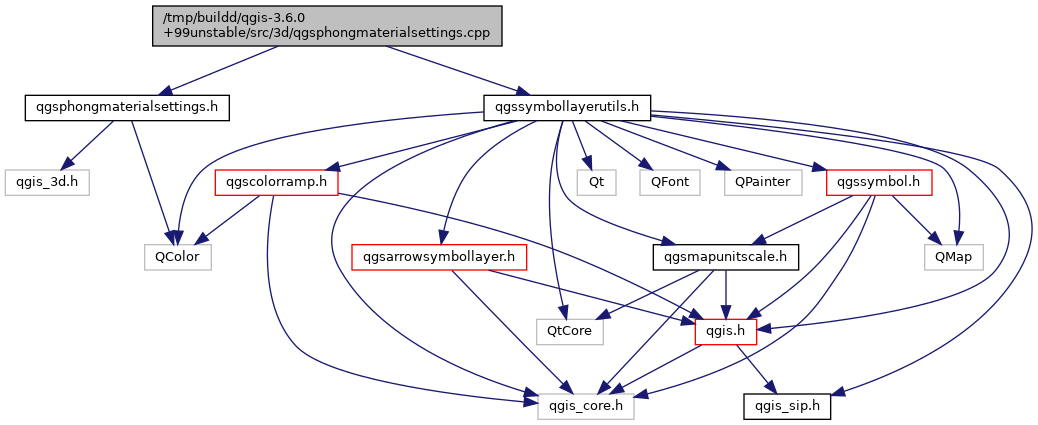 /tmp/buildd/qgis-3.6.0
+99unstable/src/3d/qgsphongmaterialsettings.cpp
qgsphongmaterialsettings.h
qgssymbollayerutils.h
qgis_3d.h
qgscolorramp.h
Qt
QFont
QPainter
qgssymbol.h
QColor
qgsarrowsymbollayer.h
qgsmapunitscale.h
QMap
QtCore
qgis.h
qgis_core.h
qgis_sip.h